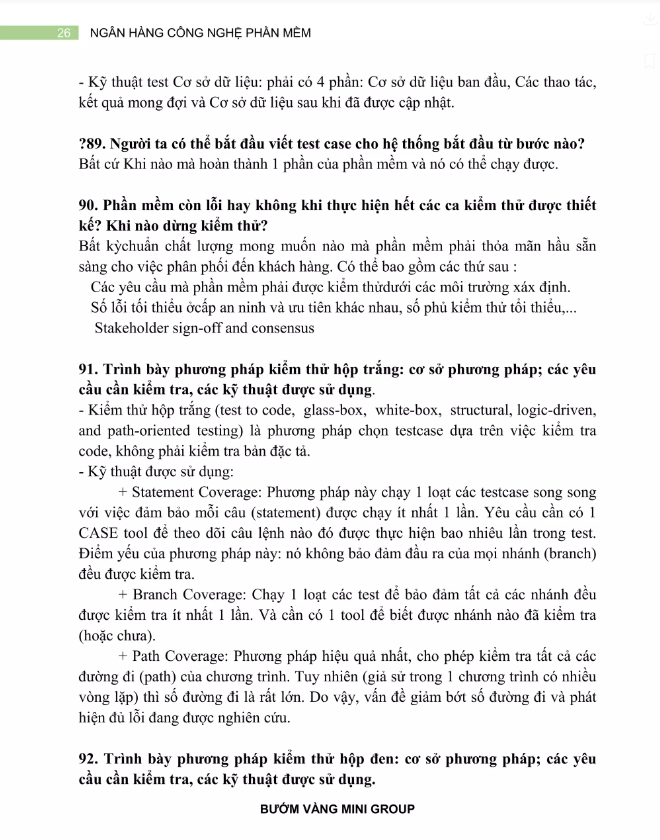 26 NGÂN HÀNG CÔNG NGHỆ PHẦN MỀM
- Kỹ thuật test Cơ sở dữ liệu: phải có 4 phần: Cơ sở dữ liệu ban đầu, Các thao tác,
kết quả mong đợi và Cơ sở dữ liệu sau khi đã được cập nhật.
?89. Người ta có thể bắt đầu viết test case cho hệ thống bắt đầu từ bước nào?
Bất cứ Khi nào mà hoàn thành 1 phần của phần mềm và nó có thể chạy được.
90. Phần mềm còn lỗi hay không khi thực hiện hết các ca kiểm thử được thiết
kế? Khi nào dừng kiểm thử?
Bất kỳchuẩn chất lượng mong muốn nào mà phần mềm phải thỏa mãn hầu sẵn
sàng cho việc phân phối đến khách hàng. Có thể bao gồm các thứ sau :
Các yêu cầu mà phần mềm phải được kiểm thửdưới các môi trường xáx định.
Số lỗi tối thiểu ởcấp an ninh và ưu tiên khác nhau, số phủ kiểm thử tối thiểu,...
Stakeholder sign-off and consensus
91. Trình bày phương pháp kiểm thử hộp trắng: cơ sở phương pháp; các yêu
cầu cần kiểm tra, các kỹ thuật được sử dụng.
- Kiểm thử hộp trắng (test to code, glass-box, white-box, structural, logic-driven,
and path-oriented testing) là phương pháp chọn testcase dựa trên việc kiểm tra
code, không phải kiểm tra bản đặc tả.
- Kỹ thuật được sử dụng:
+ Statement Coverage: Phương pháp này chạy 1 loạt các testcase song song
với việc đảm bảo mỗi câu (statement) được chạy ít nhất 1 lần. Yêu cầu cần có 1
CASE tool để theo dõi câu lệnh nào đó được thực hiện bao nhiêu lần trong test.
Điểm yếu của phương pháp này: nó không bảo đảm đầu ra của mọi nhánh (branch)
đều được kiểm tra.
+ Branch Coverage: Chạy 1 loạt các test để bảo đảm tất cả các nhánh đều
được kiểm tra ít nhất 1 lần. Và cần có 1 tool để biết được nhánh nào đã kiểm tra
(hoặc chưa).
+ Path Coverage: Phương pháp hiệu quả nhất, cho phép kiểm tra tất cả các
đường đi (path) của chương trình. Tuy nhiên (giả sử trong 1 chương trình có nhiều
vòng lặp) thì số đường đi là rất lớn. Do vậy, vấn đề giảm bớt số đường đi và phát
hiện đủ lỗi đang được nghiên cứu.
92. Trình bày phương pháp kiểm thử hộp đen: cơ sở phương pháp; các yêu
cầu cần kiểm tra, các kỹ thuật được sử dụng.
BƯỚM VÀNG MINI GROUP